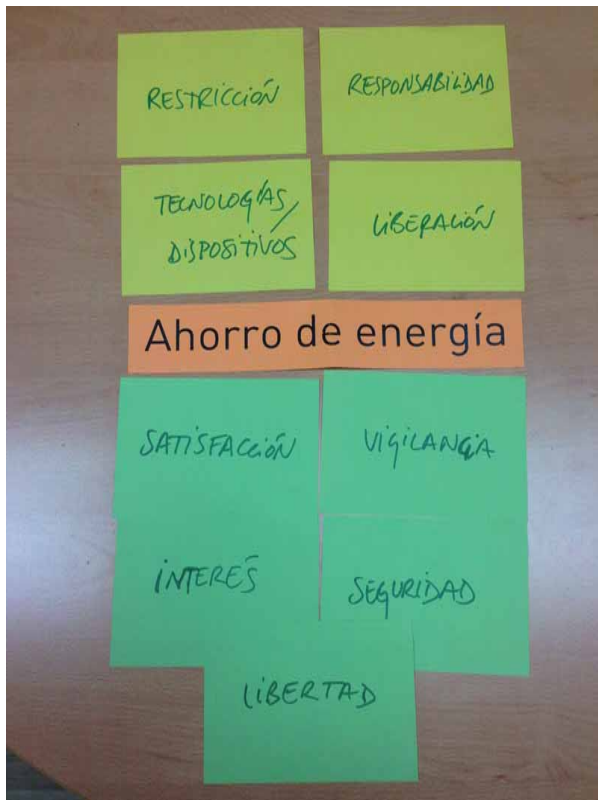 RESTRICCIÓN
RESPONSABILIDAD
TECNOLOGÍAS/
DISPOSITIVOS
LIBERACIÓN
Ahorro de energía
SATISFACCIÓN
VIGILANCIA
INTERÉS
SEGURIDAD
LIBERTAD